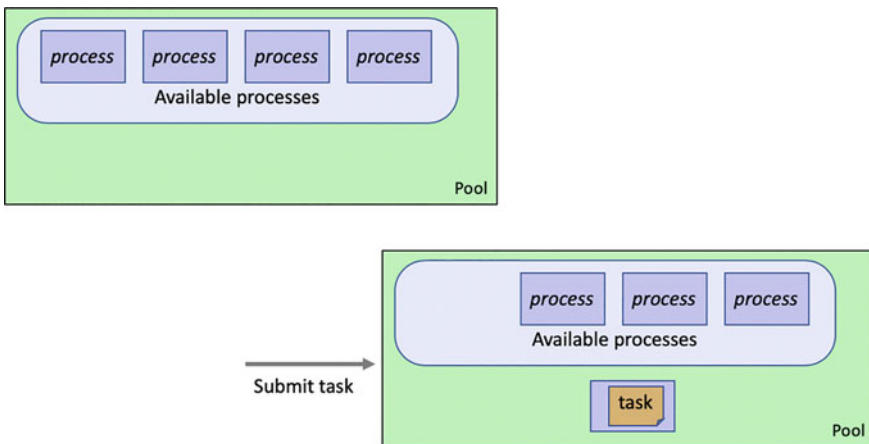 process process process process
Available processes
Pool
process process process
Available processes
Submit task
task
Pool